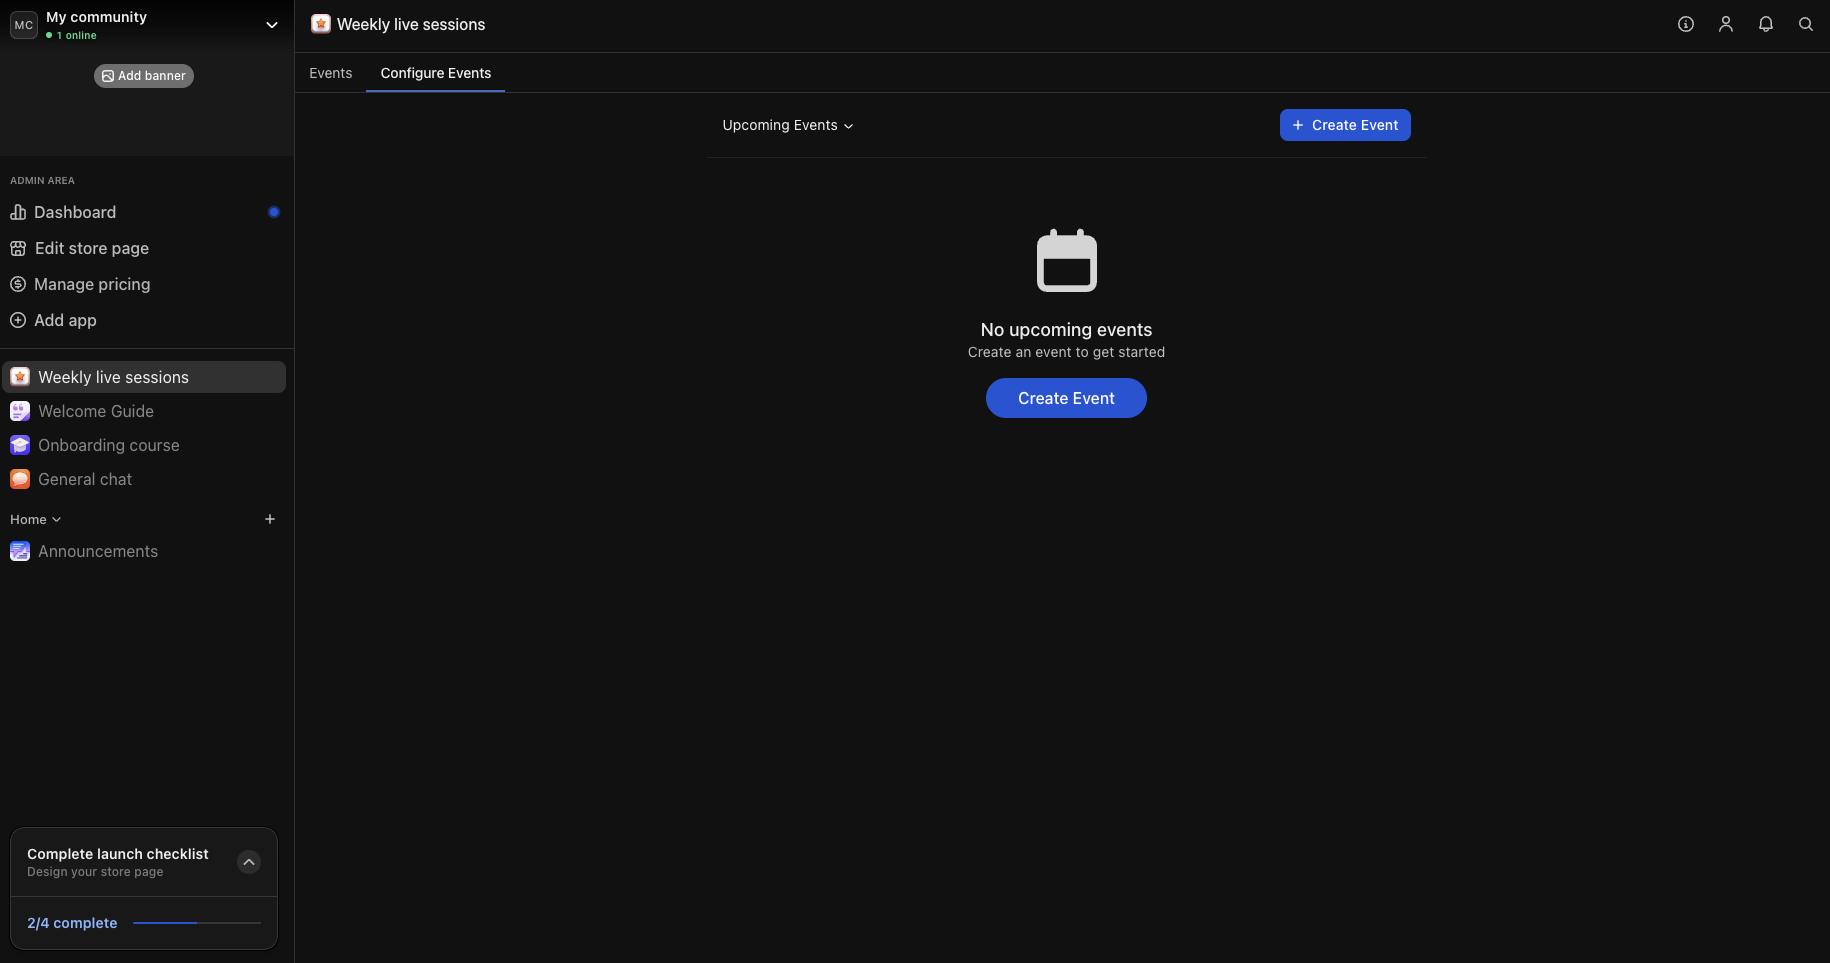 MC
My community
1 online
Add banner
ADMIN AREA
Dashboard
Edit store page
Manage pricing
Add app
Weekly live sessions
Welcome Guide
Onboarding course
General chat
Home
Announcements
Complete launch checklist
Design your store page
2/4 complete
Weekly live sessions
Events
Configure Events
Upcoming Events
+ Create Event
No upcoming events
Create an event to get started
Create Event